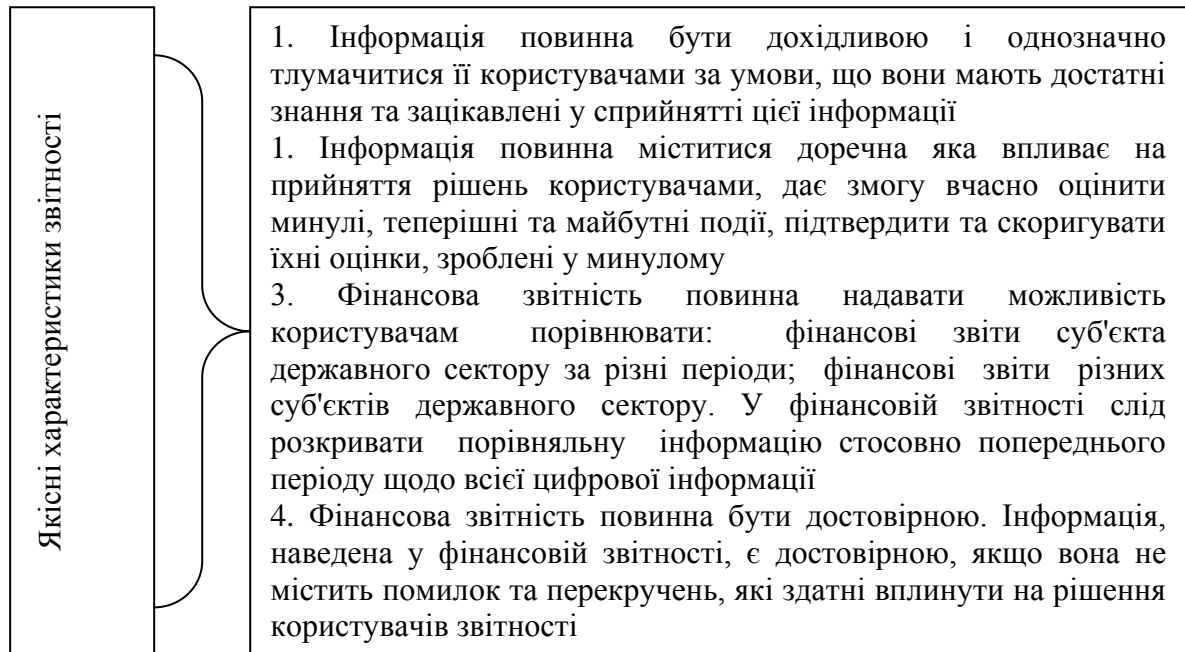 Якісні характеристики звітності
1. Інформація повинна бути дохідливою і однозначно
тлумачитися її користувачами за умови, що вони мають достатні
знання та зацікавлені у сприйнятті цієї інформації
1. Інформація повинна міститися доречна яка впливає на
прийняття рішень користувачами, дає змогу вчасно оцінити
минулі, теперішні та майбутні події, підтвердити та скоригувати
їхні оцінки, зроблені у минулому
3. Фінансова звітність повинна надавати можливість
користувачам порівнювати: фінансові звіти суб'єкта
державного сектору за різні періоди; фінансові звіти різних
суб'єктів державного сектору. У фінансовій звітності слід
розкривати порівняльну інформацію стосовно попереднього
періоду щодо всієї цифрової інформації
4. Фінансова звітність повинна бути достовірною. Інформація,
наведена у фінансовій звітності, є достовірною, якщо вона не
містить помилок та перекручень, які здатні вплинути на рішення
користувачів звітності